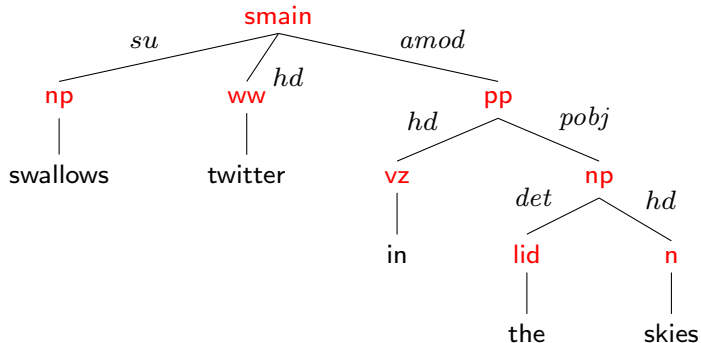 smain
su hd amod
np ww pp
hd pobj
swallows twitter vz np
det hd
in lid n
the skies